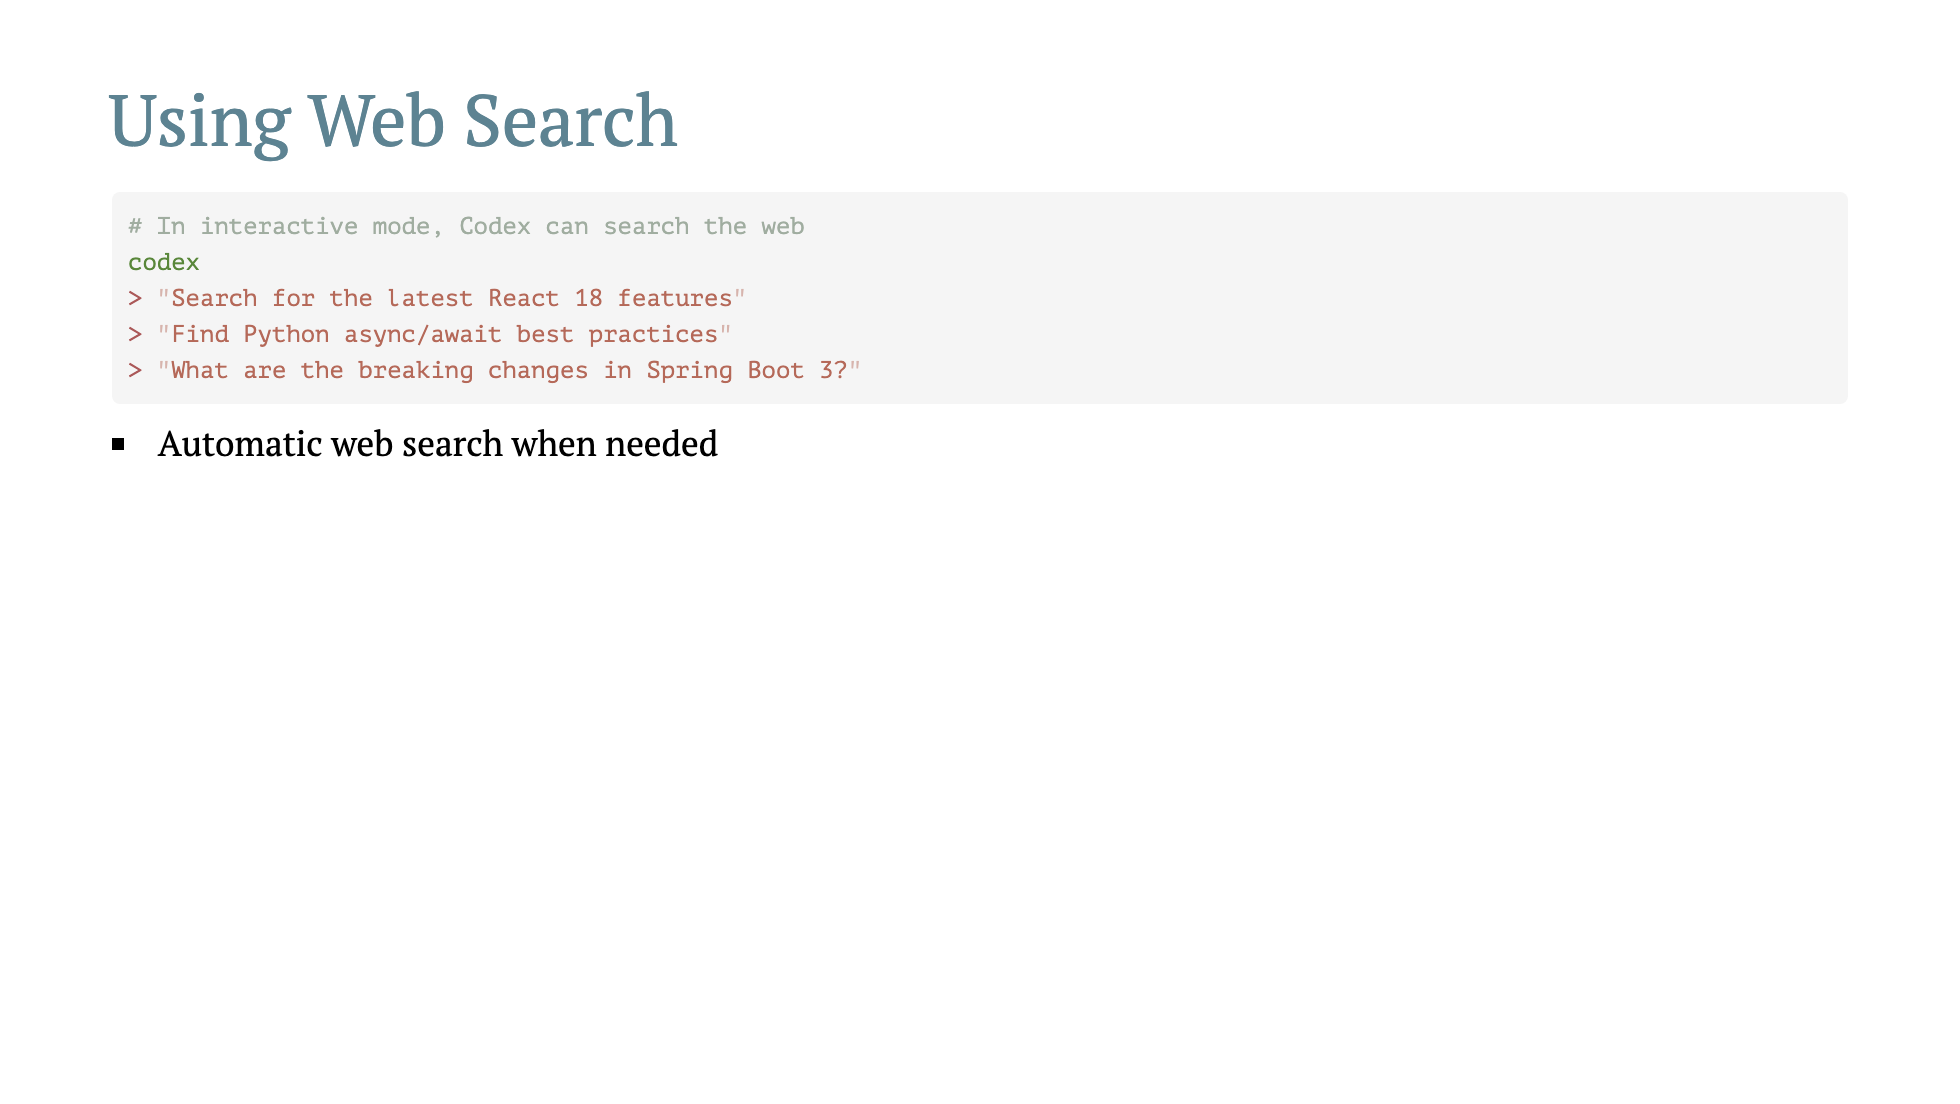 Using Web Search
# In interactive mode, Codex can search the web
codex
> "Search for the latest React 18 features"
> "Find Python async/await best practices"
> "What are the breaking changes in Spring Boot 3?"
▪ Automatic web search when needed